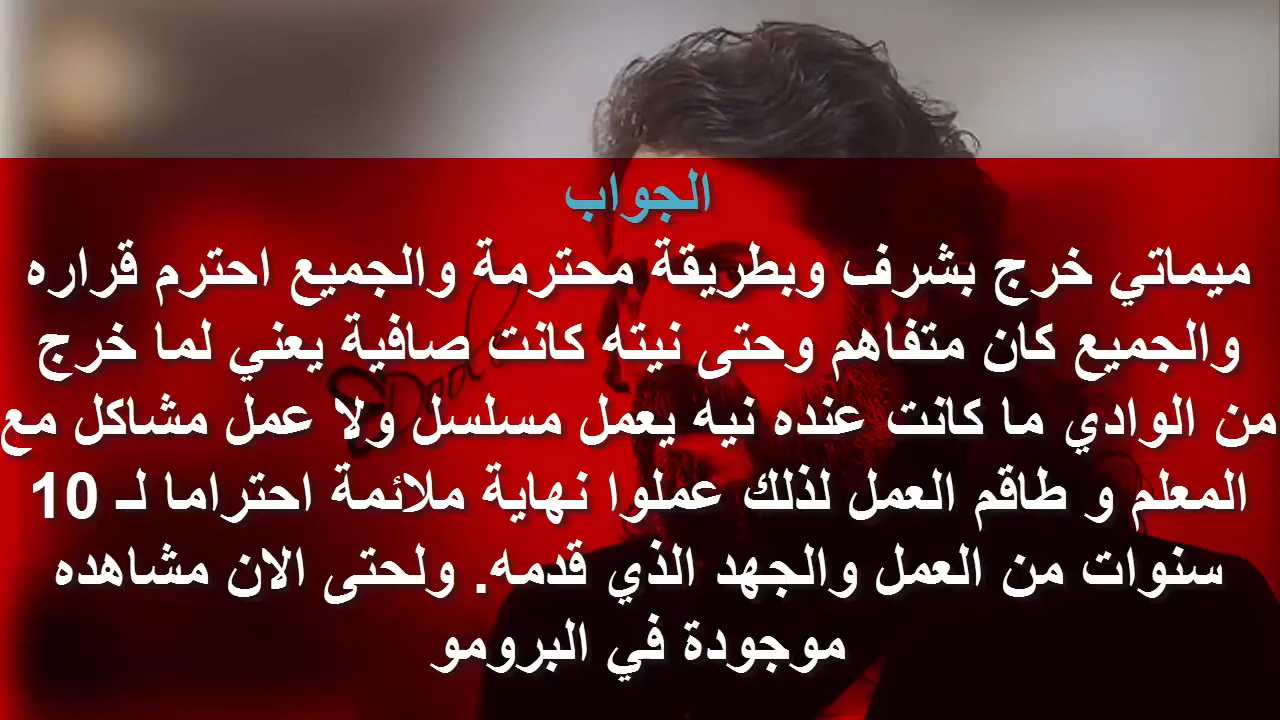 الجواب
ميماتي خرج بشرف وبطريقة محترمة والجميع احترم قراره
والجميع كان متفاهم وحتى نيته كانت صافية يعني لما خرج
من الوادي ما كانت عنده نيه يعمل مسلسل ولا عمل مشاكل مع
المعلم و طاقم العمل لذلك عملوا نهاية ملائمة احتراما لـ 10
سنوات من العمل والجهد الذي قدمه. ولحتى الان مشاهده
موجودة في البرومو